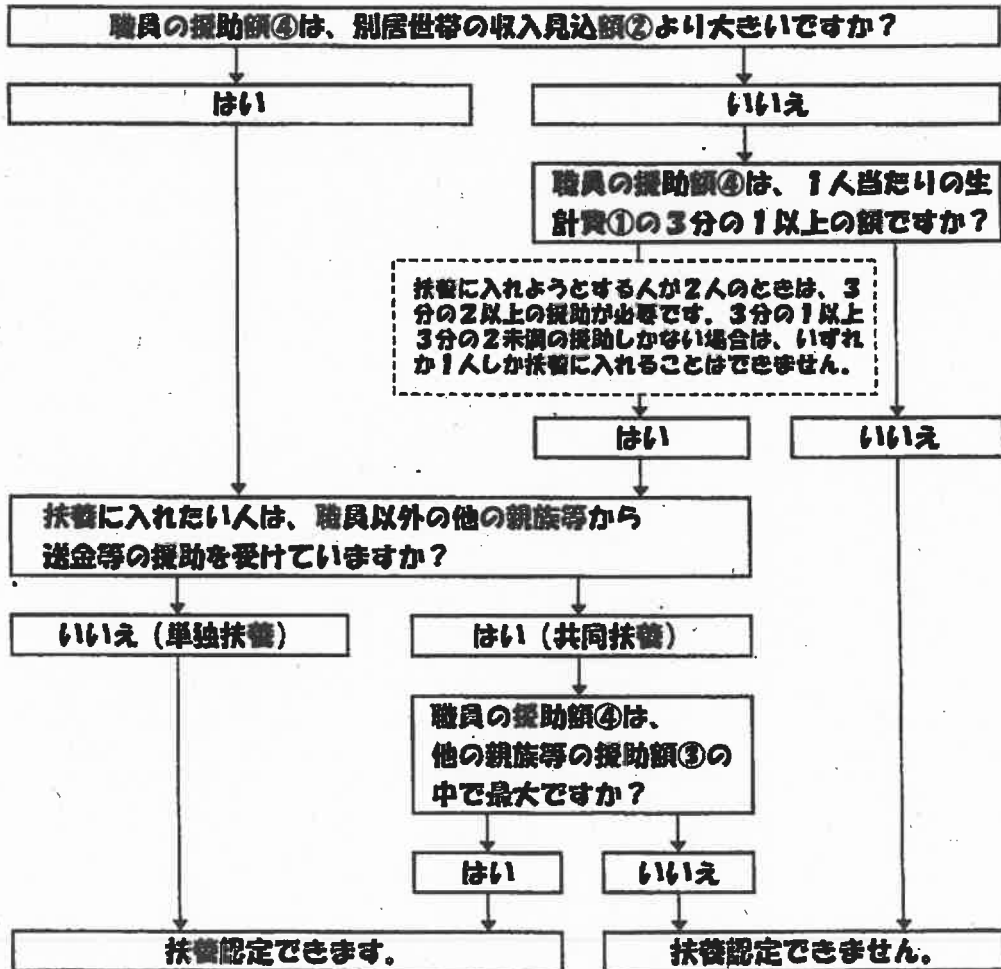 職員の援助額④は、別居世帯の収入見込額②より大きいですか？
はい
いいえ
職員の援助額④は、１人当たりの生
計費①の３分の１以上の額ですか？
扶養に入れようとする人が２人のときは、３
分の２以上の援助が必要です。３分の１以上
３分の２未満の援助しかない場合は、いずれ
か１人しか扶養に入れることはできません。
はい
いいえ
扶養に入れたい人は、職員以外の他の親族等から
送金等の援助を受けていますか？
いいえ（単独扶養）
はい（共同扶養）
職員の援助額④は、
他の親族等の援助額③の
中で最大ですか？
はい
いいえ
扶養認定できます。
扶養認定できません。